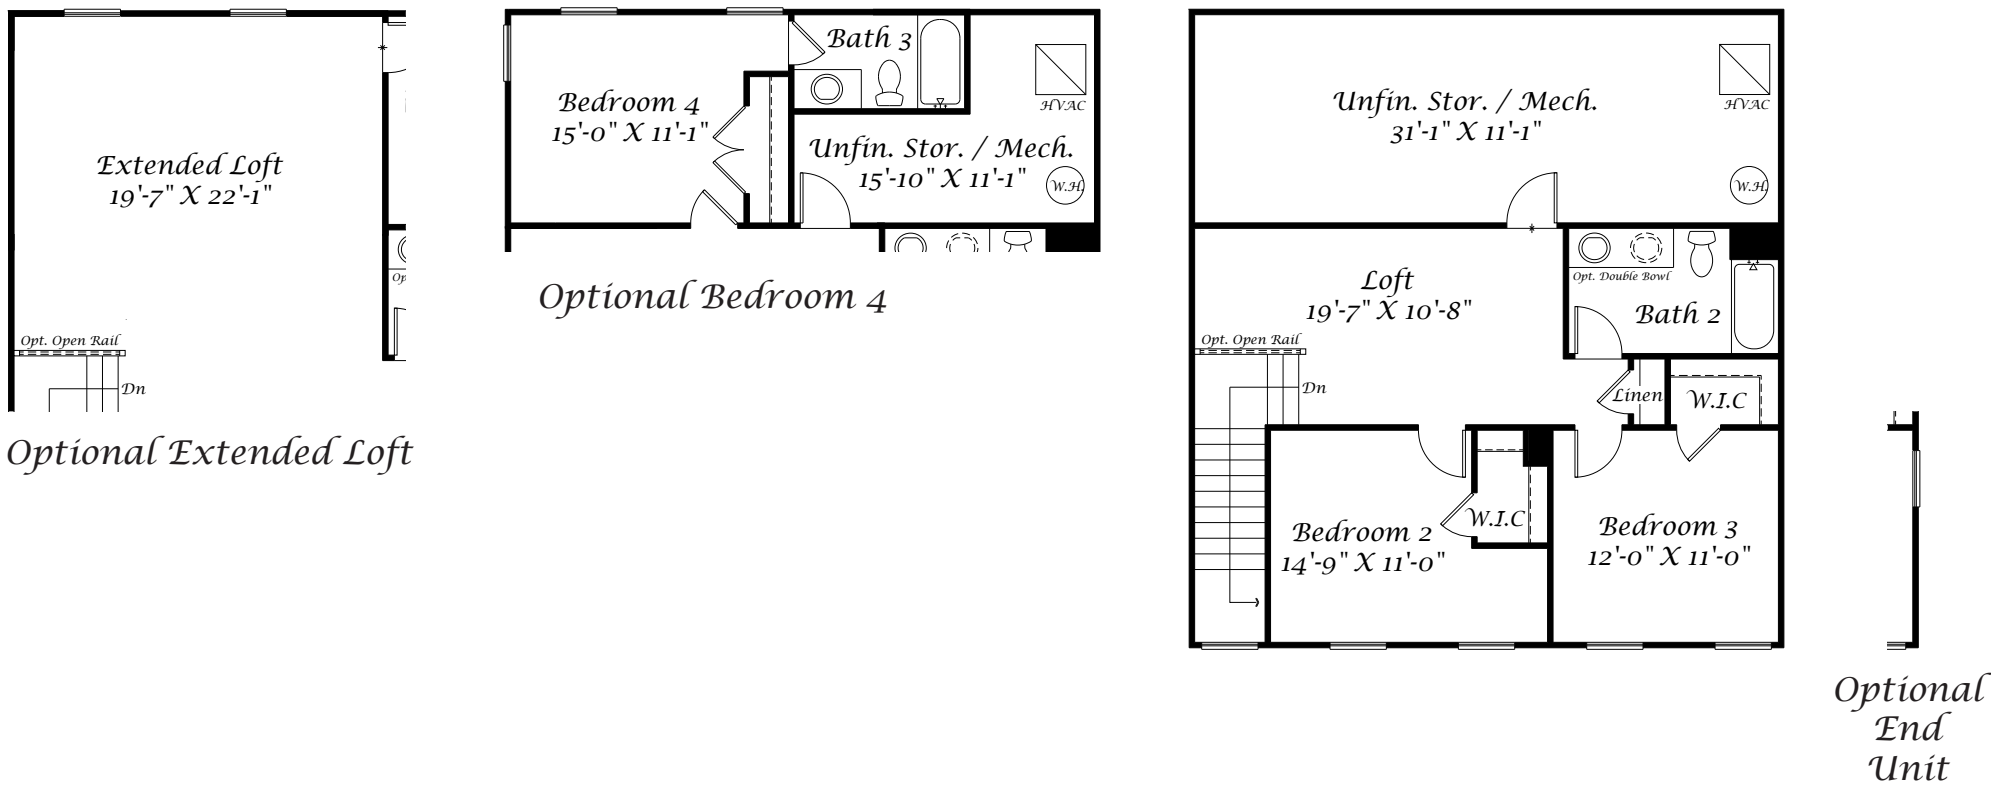 Extended Loft
19'-7" X 22'-1"
Op
Opt. Open Rail
Dn
Optional Extended Loft
Bath 3
Bedroom 4
15'-0" X 11'-1"
HVAC
Unfin. Stor. / Mech.
15'-10" X 11'-1"
W.H.
Optional Bedroom 4
Unfin. Stor. / Mech.
31'-1" X 11'-1"
HVAC
W.H.
Loft
19'-7" X 10'-8"
Opt. Double Bowl
Bath 2
Opt. Open Rail
Dn
Linen
W.I.C
Bedroom 2
14'-9" X 11'-0"
W.I.C
Bedroom 3
12'-0" X 11'-0"
Optional
End
Unit